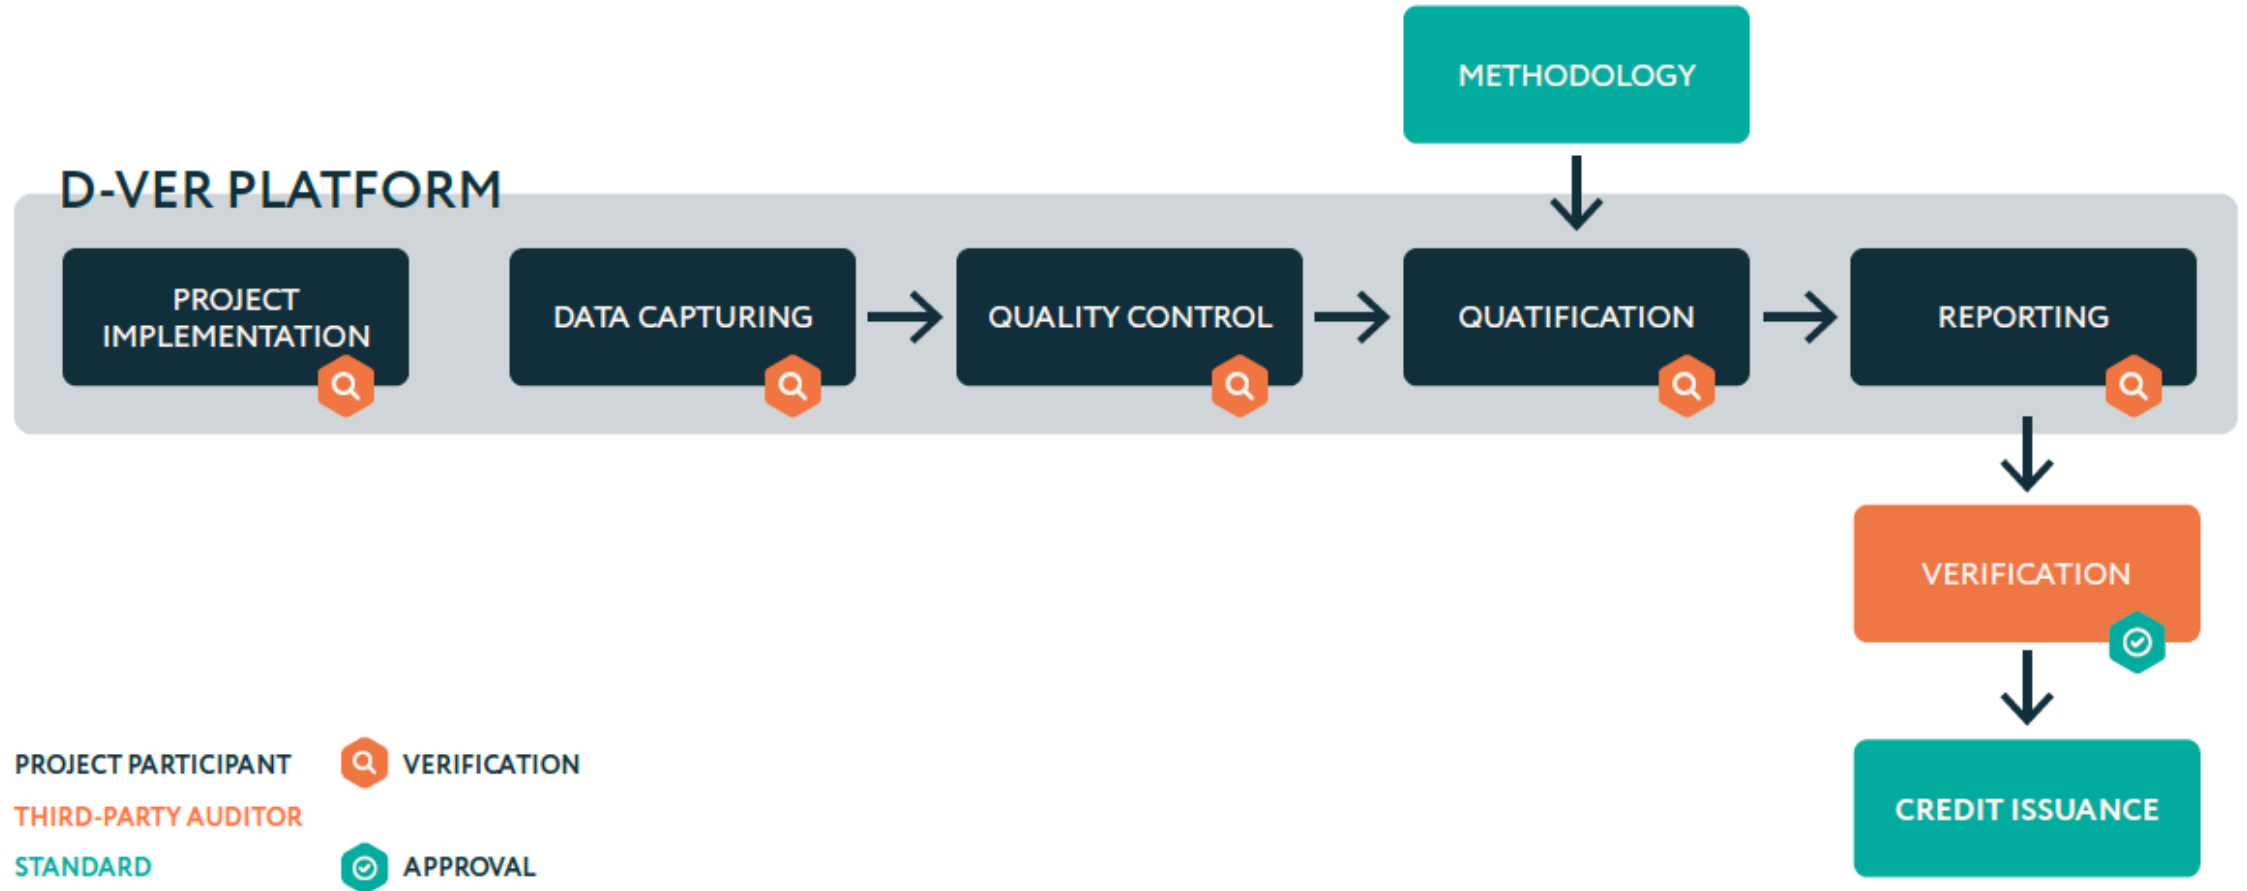 METHODOLOGY
D-VER PLATFORM
PROJECT
IMPLEMENTATION
DATA CAPTURING
QUALITY CONTROL
QUATIFICATION
REPORTING
VERIFICATION
CREDIT ISSUANCE
PROJECT PARTICIPANT
VERIFICATION
THIRD-PARTY AUDITOR
STANDARD
APPROVAL